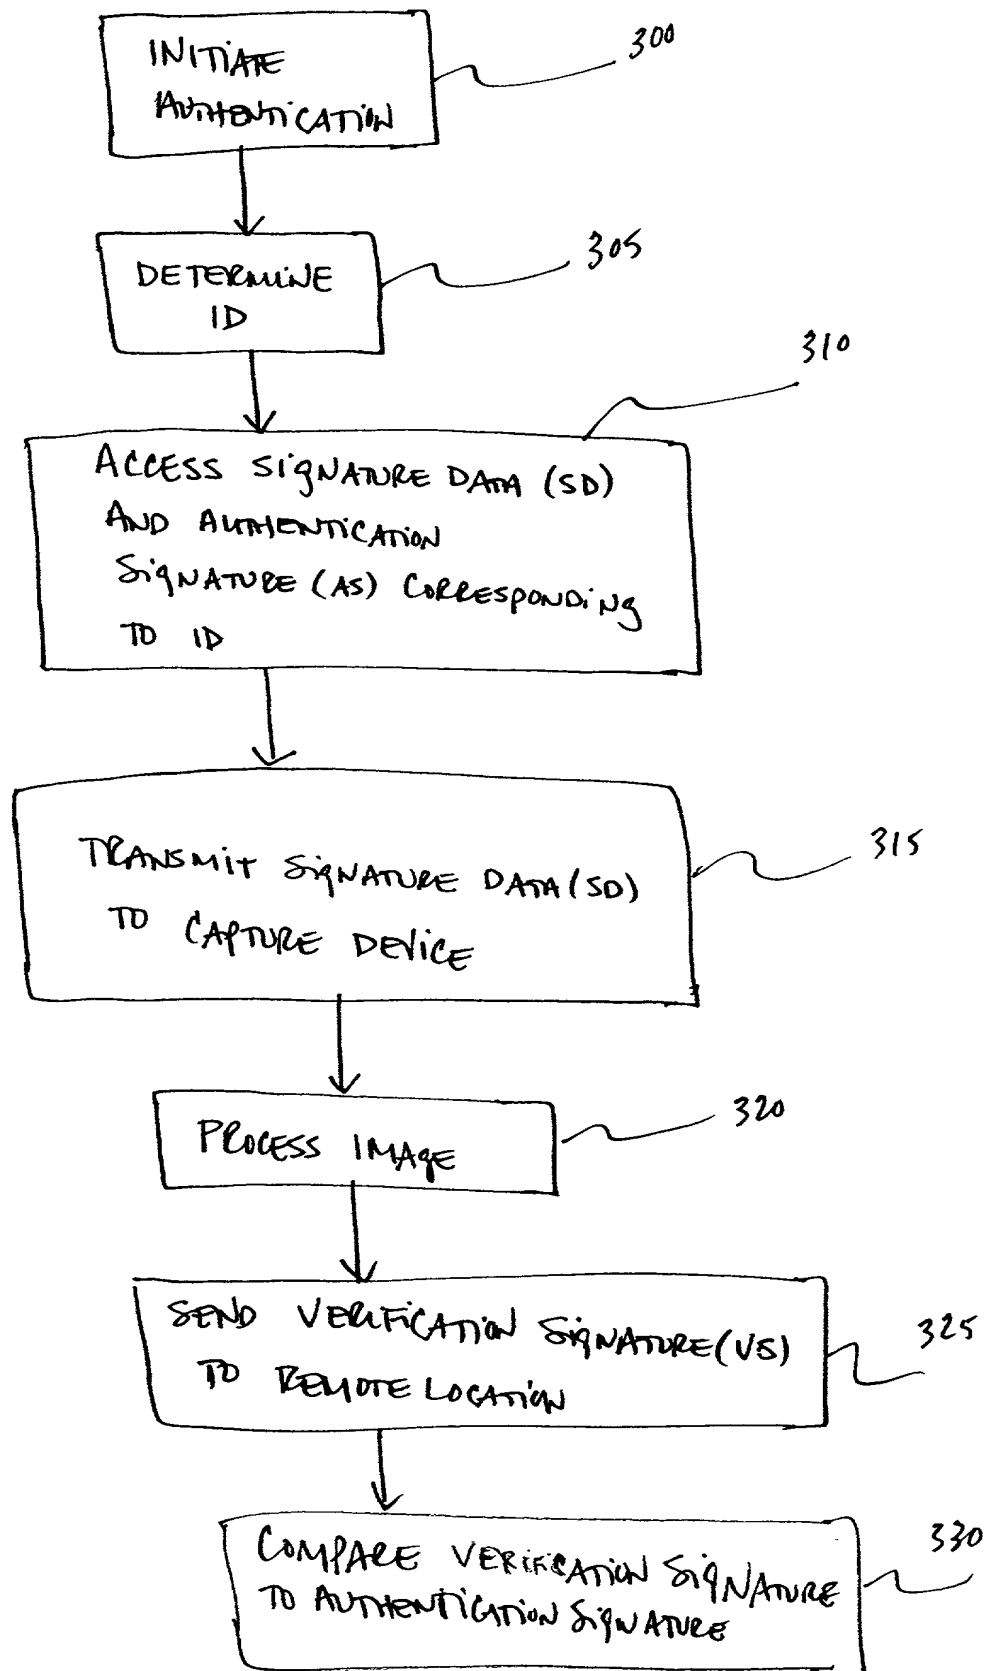 INITIATE
AUTHENTICATION
300
DETERMINE
ID
305
310
ACCESS SIGNATURE DATA (SD)
AND AUTHENTICATION
SIGNATURE (AS) CORRESPONDING
TO ID
TRANSMIT SIGNATURE DATA (SD)
TO CAPTURE DEVICE
315
PROCESS IMAGE
320
SEND VERIFICATION SIGNATURE (VS)
TO REMOTE LOCATION
325
COMPARE VERIFICATION SIGNATURE
TO AUTHENTICATION SIGNATURE
330